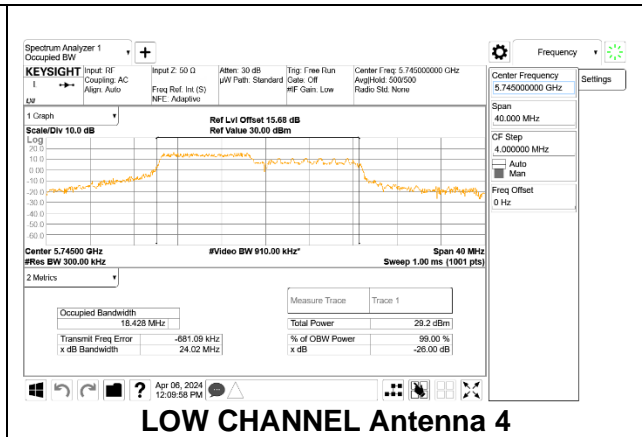 Spectrum Analyzer 1
Occupied BW
Frequency
KEYSIGHT
Input: RF
Coupling: AC
Align: Auto
Input Z: 50 Ω
Freq Ref: Int (S)
NFE: Adaptive
Atten: 30 dB
µW Path: Standard
Trig: Free Run
Gate: Off
#IF Gain: Low
Center Freq: 5.745000000 GHz
Avg|Hold: 500/500
Radio Std: None
Center Frequency
5.745000000 GHz
Settings
Span
40.000 MHz
CF Step
4.000000 MHz
Auto
Man
Freq Offset
0 Hz
1 Graph
Scale/Div 10.0 dB
Ref Lvl Offset 15.68 dB
Ref Value 30.00 dBm
Log
20.0
10.0
0.00
-10.0
-20.0
-30.0
-40.0
-50.0
-60.0
Center 5.74500 GHz
#Video BW 910.00 kHz*
Span 40 MHz
#Res BW 300.00 kHz
Sweep 1.00 ms (1001 pts)
2 Metrics
Measure Trace
Trace 1
Occupied Bandwidth
18.428 MHz
Total Power
29.2 dBm
Transmit Freq Error
-681.09 kHz
% of OBW Power
99.00 %
x dB Bandwidth
24.02 MHz
x dB
-26.00 dB
Apr 06, 2024
12:09:58 PM
LOW CHANNEL Antenna 4